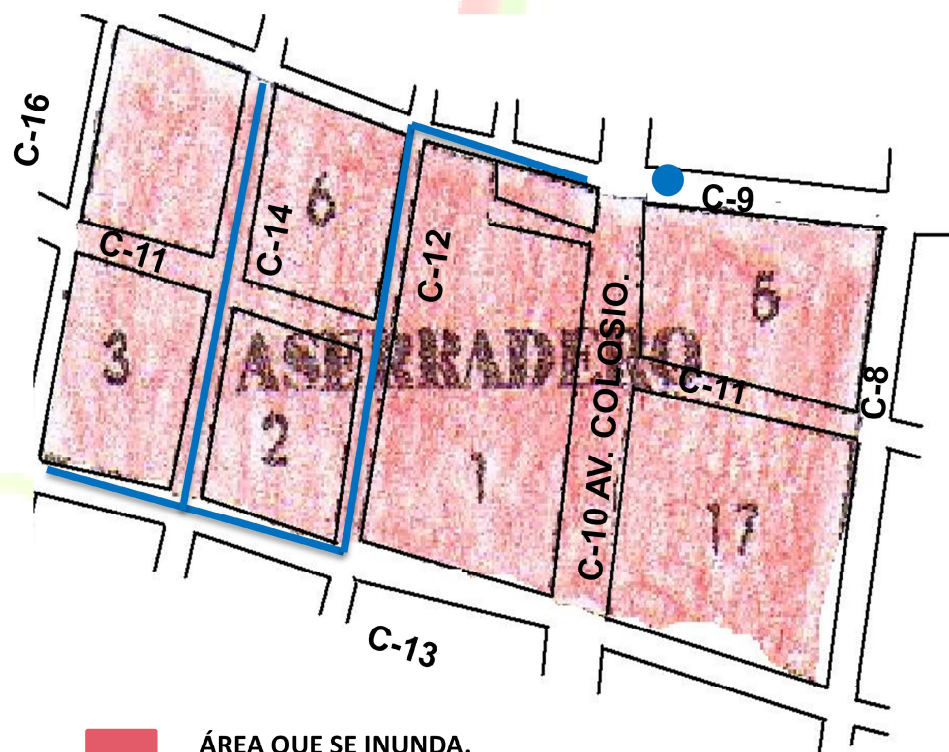 C-16
C-9
6
C-14
C-12
C-11
5
3
ASERRADERO
C-10 AV. COLOSIO.
C-11
C-8
2
1
17
C-13
ÁREA QUE SE INUNDA.